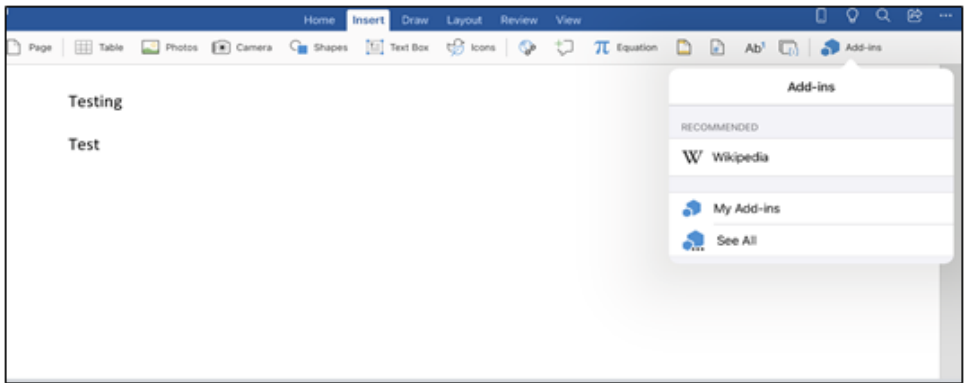 Home Insert Draw Layout Review View
Page Table Photos Camera Shapes Text Box Icons Equation Ab¹ Add-ins
Add-ins
Testing
RECOMMENDED
Test
W Wikipedia
My Add-ins
See All